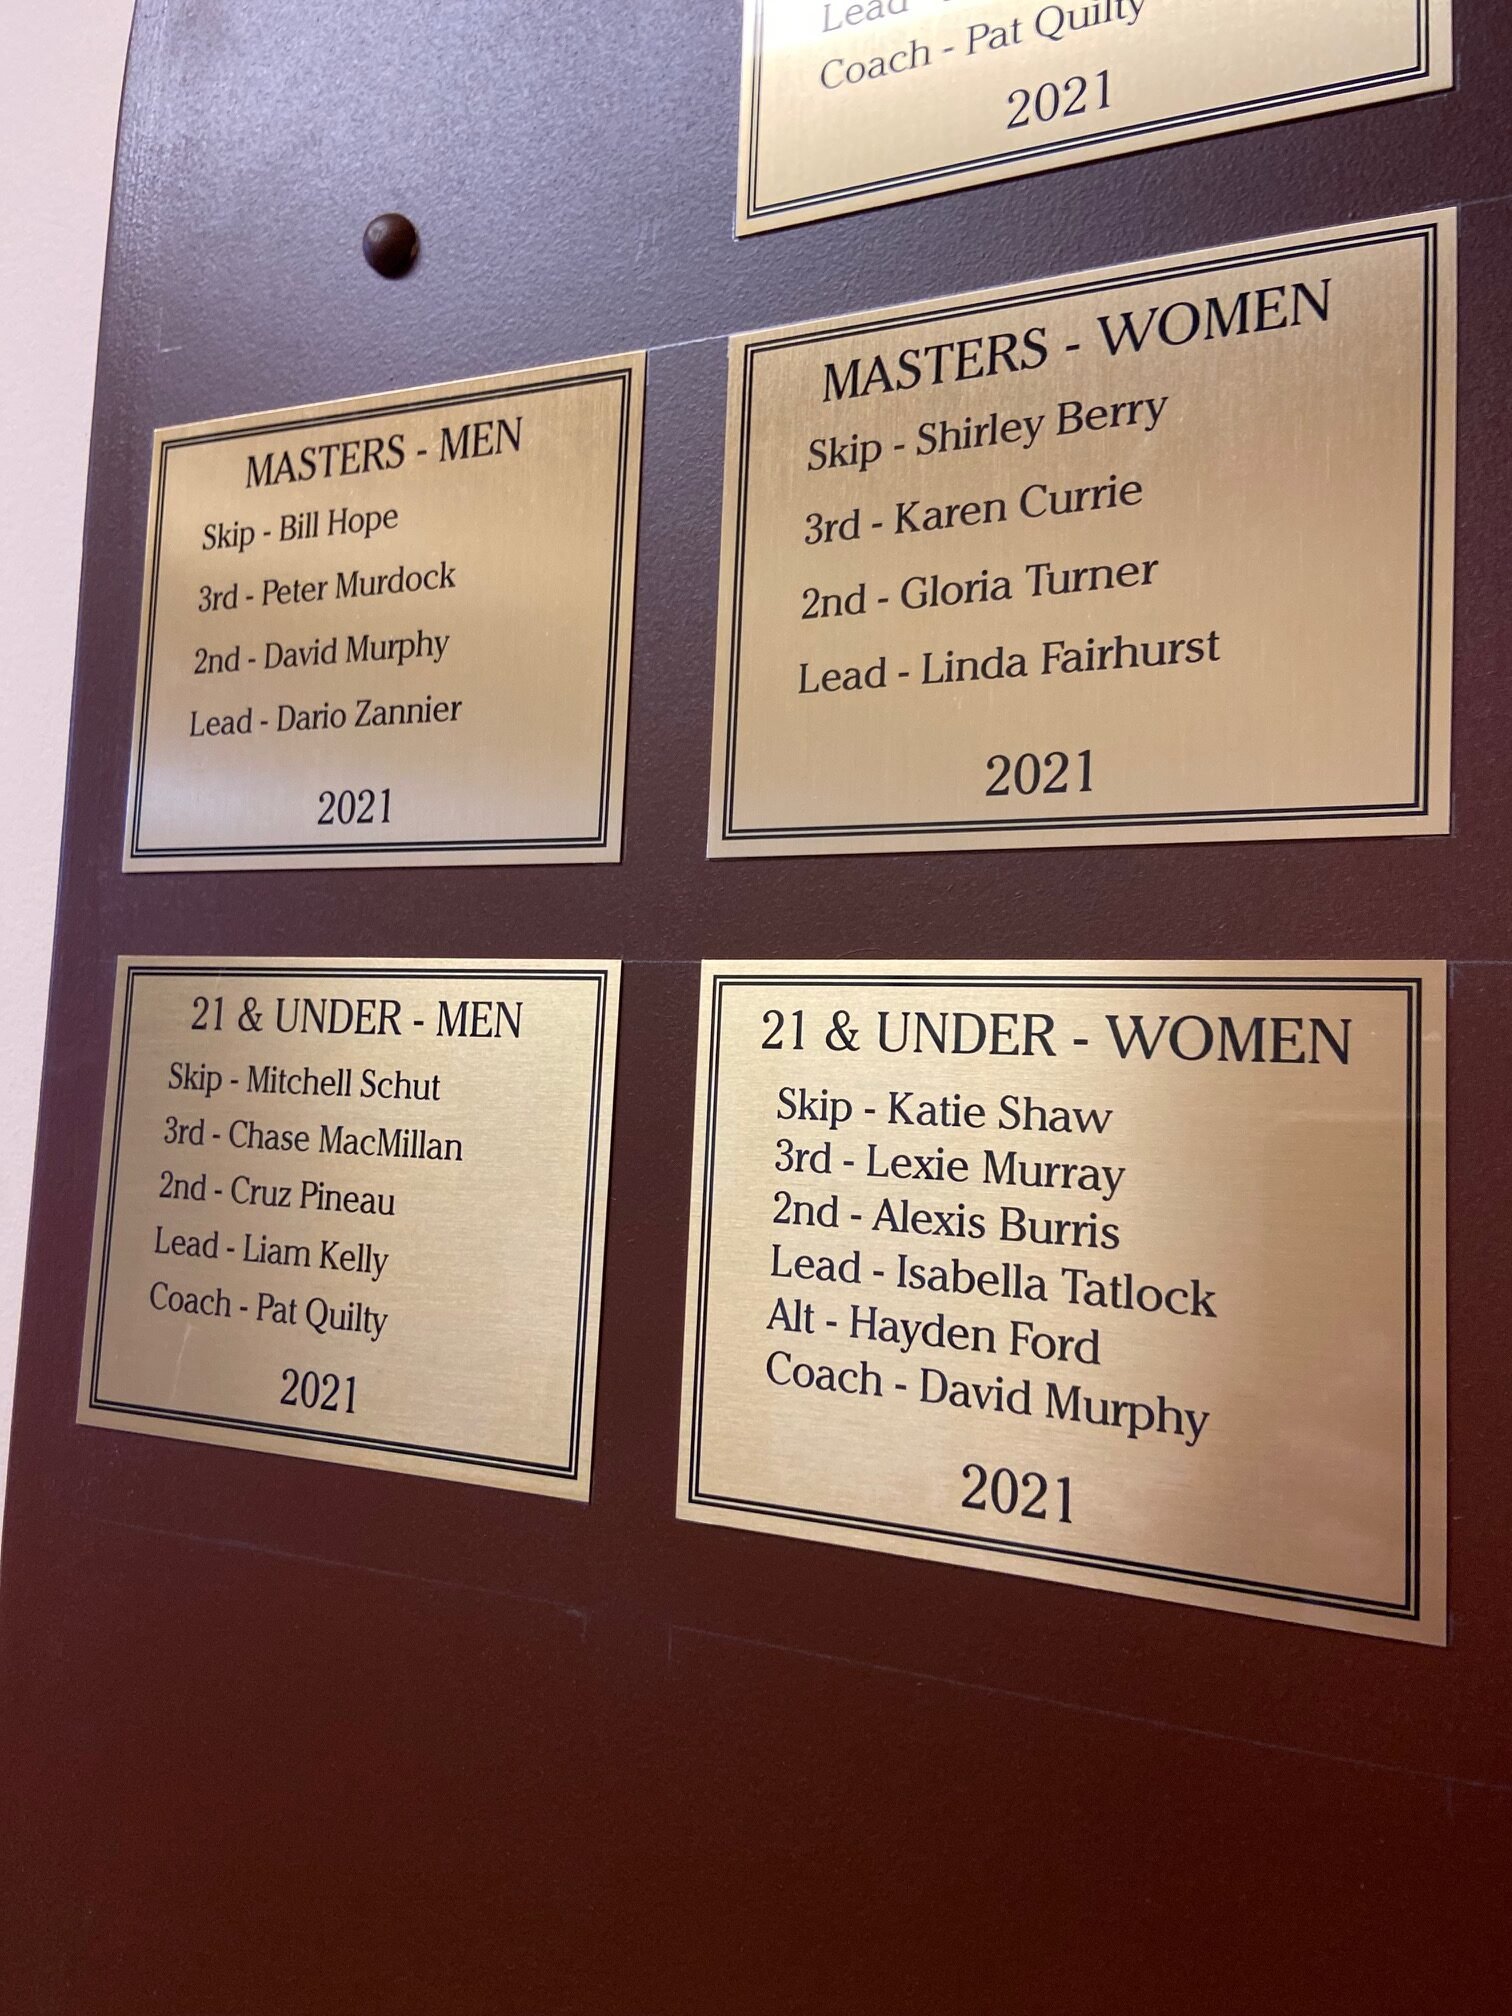 Lead -
Coach - Pat Quilty
2021
MASTERS - MEN
Skip - Bill Hope
3rd - Peter Murdock
2nd - David Murphy
Lead - Dario Zannier
2021
MASTERS - WOMEN
Skip - Shirley Berry
3rd - Karen Currie
2nd - Gloria Turner
Lead - Linda Fairhurst
2021
21 & UNDER - MEN
Skip - Mitchell Schut
3rd - Chase MacMillan
2nd - Cruz Pineau
Lead - Liam Kelly
Coach - Pat Quilty
2021
21 & UNDER - WOMEN
Skip - Katie Shaw
3rd - Lexie Murray
2nd - Alexis Burris
Lead - Isabella Tatlock
Alt - Hayden Ford
Coach - David Murphy
2021